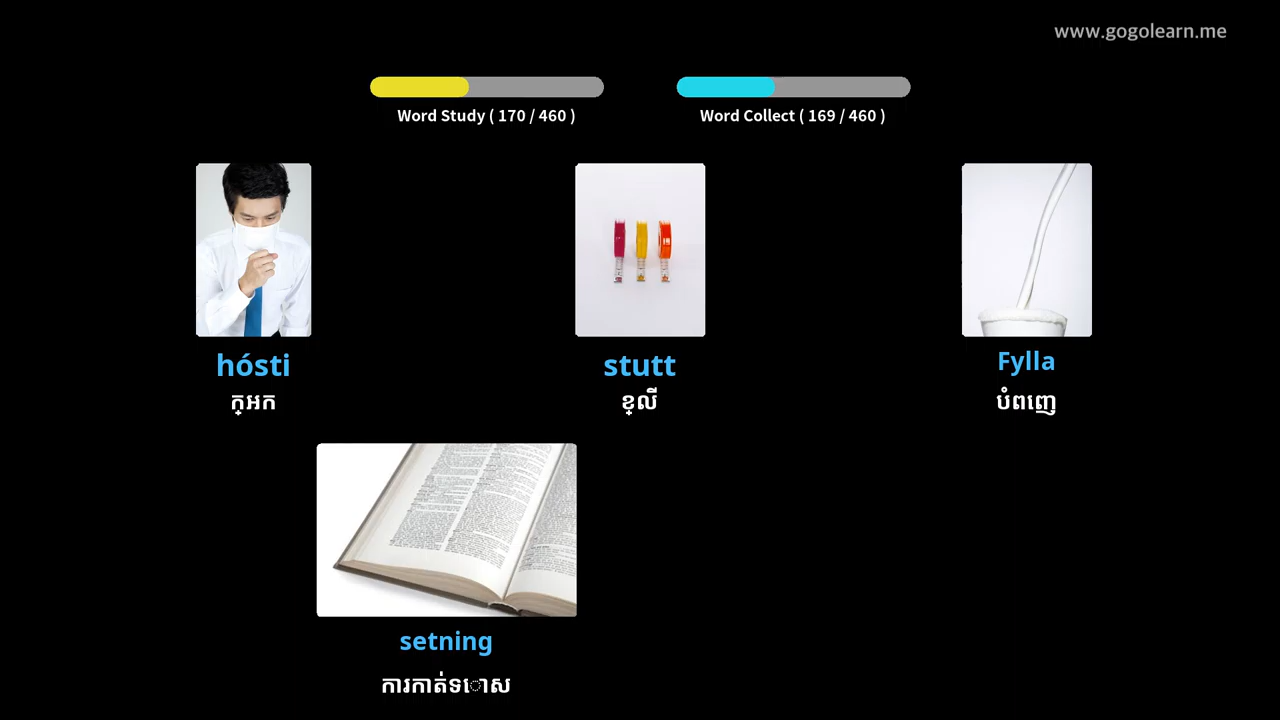 www.gogolearn.me
Word Study ( 170 / 460 )
Word Collect ( 169 / 460 )
hósti
stutt
Fylla
ក្អក
ខ្លី
បំពញេ
setning
ការកាត់ទោស